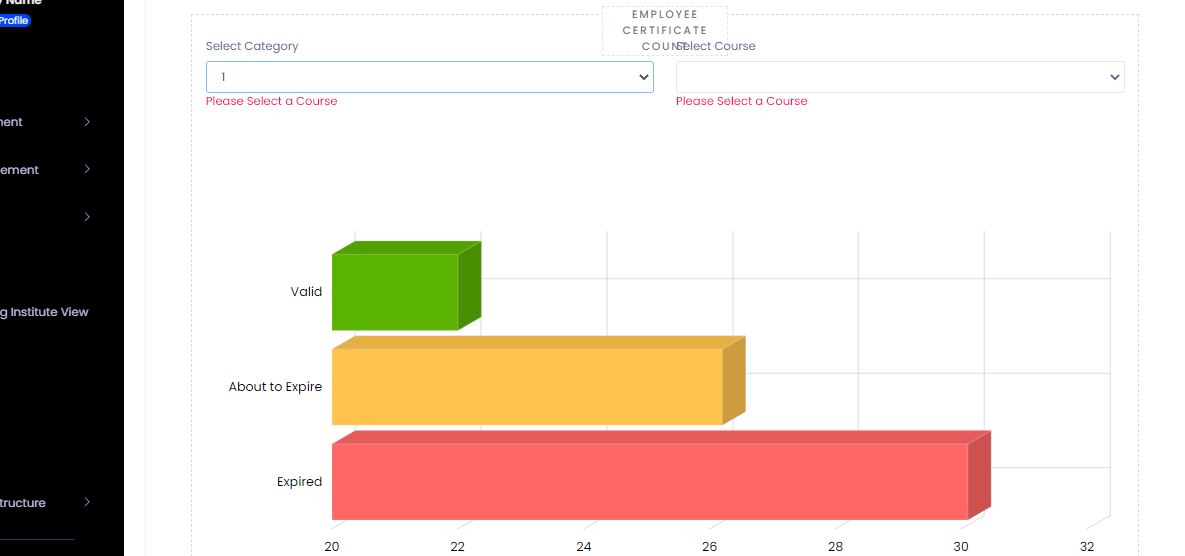 y Name
Profile
EMPLOYEE
CERTIFICATE
COUNT
Select Category
Select Course
1
Please Select a Course
Please Select a Course
nent
ement
g Institute View
tructure
Valid
About to Expire
Expired
20 22 24 26 28 30 32